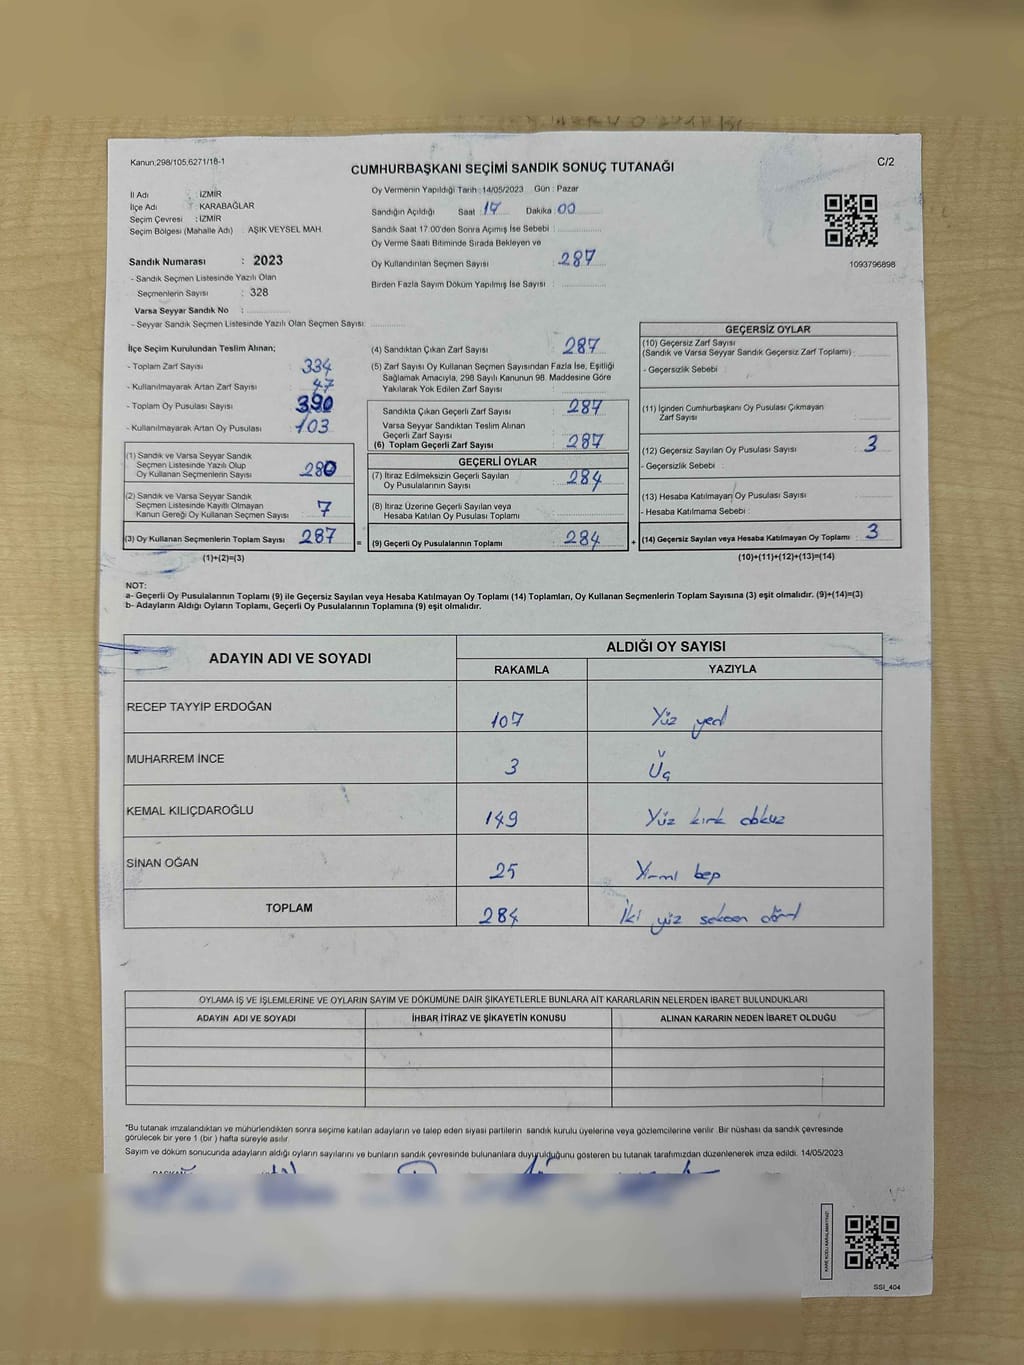 Kanun,298/105,6271/18-1
CUMHURBAŞKANI SEÇİMİ SANDIK SONUÇ TUTANAĞI
C/2
İl Adı : İZMİR
İlçe Adı : KARABAĞLAR
Seçim Çevresi : İZMİR
Seçim Bölgesi (Mahalle Adı) : AŞIK VEYSEL MAH.
Oy Vermenin Yapıldığı Tarih : 14/05/2023 Gün : Pazar
Sandığın Açıldığı Saat 17 Dakika 00
Sandık Saat 17:00'den Sonra Açımış İse Sebebi :
Oy Verme Saati Bitiminde Sırada Bekleyen ve
Oy Kullandırılan Seçmen Sayısı : 287
Birden Fazla Sayım Döküm Yapılmış İse Sayısı :
1093796898
Sandık Numarası : 2023
- Sandık Seçmen Listesinde Yazılı Olan
Seçmenlerin Sayısı : 328
Varsa Seyyar Sandık No :
- Seyyar Sandık Seçmen Listesinde Yazılı Olan Seçmen Sayısı:
İlçe Seçim Kurulundan Teslim Alınan;
- Toplam Zarf Sayısı : 334
- Kullanılmayarak Artan Zarf Sayısı : 47
- Toplam Oy Pusulası Sayısı : 390
- Kullanılmayarak Artan Oy Pusulası : 103
(1) Sandık ve Varsa Seyyar Sandık
Seçmen Listesinde Yazılı Olup
Oy Kullanan Seçmenlerin Sayısı : 280
(2) Sandık ve Varsa Seyyar Sandık
Seçmen Listesinde Kayıtlı Olmayan
Kanun Gereği Oy Kullanan Seçmen Sayısı : 7
(3) Oy Kullanan Seçmenlerin Toplam Sayısı : 287
(1)+(2)=(3)
(4) Sandıktan Çıkan Zarf Sayısı : 287
(5) Zarf Sayısı Oy Kullanan Seçmen Sayısından Fazla İse, Eşitliği
Sağlamak Amacıyla, 298 Sayılı Kanunun 98. Maddesine Göre
Yakılarak Yok Edilen Zarf Sayısı :
Sandıkta Çıkan Geçerli Zarf Sayısı : 287
Varsa Seyyar Sandıktan Teslim Alınan
Geçerli Zarf Sayısı :
(6) Toplam Geçerli Zarf Sayısı : 287
GEÇERLİ OYLAR
(7) İtiraz Edilmeksizin Geçerli Sayılan
Oy Pusulalarının Sayısı : 284
(8) İtiraz Üzerine Geçerli Sayılan veya
Hesaba Katılan Oy Pusulası Toplamı :
= (9) Geçerli Oy Pusulalarının Toplamı : 284 +
GEÇERSİZ OYLAR
(10) Geçersiz Zarf Sayısı
(Sandık ve Varsa Seyyar Sandık Geçersiz Zarf Toplamı) :
- Geçersizlik Sebebi :
(11) İçinden Cumhurbaşkanı Oy Pusulası Çıkmayan
Zarf Sayısı :
(12) Geçersiz Sayılan Oy Pusulası Sayısı : 3
- Geçersizlik Sebebi :
(13) Hesaba Katılmayan Oy Pusulası Sayısı :
- Hesaba Katılmama Sebebi :
(14) Geçersiz Sayılan veya Hesaba Katılmayan Oy Toplamı : 3
(10)+(11)+(12)+(13)=(14)
NOT:
a- Geçerli Oy Pusulalarının Toplamı (9) ile Geçersiz Sayılan veya Hesaba Katılmayan Oy Toplamı (14) Toplamları, Oy Kullanan Seçmenlerin Toplam Sayısına (3) eşit olmalıdır. (9)+(14)=(3)
b- Adayların Aldığı Oyların Toplamı, Geçerli Oy Pusulalarının Toplamına (9) eşit olmalıdır.
ADAYIN ADI VE SOYADI
ALDIĞI OY SAYISI
RAKAMLA YAZIYLA
RECEP TAYYİP ERDOĞAN 107 Yüz yedi
MUHARREM İNCE 3 Üç
KEMAL KILIÇDAROĞLU 149 Yüz kırk dokuz
SİNAN OĞAN 25 Yirmi beş
TOPLAM 284 İki yüz seksen dört
OYLAMA İŞ VE İŞLEMLERİNE VE OYLARIN SAYIM VE DÖKÜMÜNE DAİR ŞİKAYETLERLE BUNLARA AİT KARARLARIN NELERDEN İBARET BULUNDUKLARI
ADAYIN ADI VE SOYADI İHBAR İTİRAZ VE ŞİKAYETİN KONUSU ALINAN KARARIN NEDEN İBARET OLDUĞU
*Bu tutanak imzalandıktan ve mühürlendikten sonra seçime katılan adayların ve talep eden siyasi partilerin sandık kurulu üyelerine veya gözlemcilerine verilir. Bir nüshası da sandık çevresinde
görülecek bir yere 1 (bir ) hafta süreyle asılır.
Sayım ve döküm sonucunda adayların aldığı oyların sayılarını ve bunların sandık çevresinde bulunanlara duyurulduğunu gösteren bu tutanak tarafımızdan düzenlenerek imza edildi. 14/05/2023
SSI_404